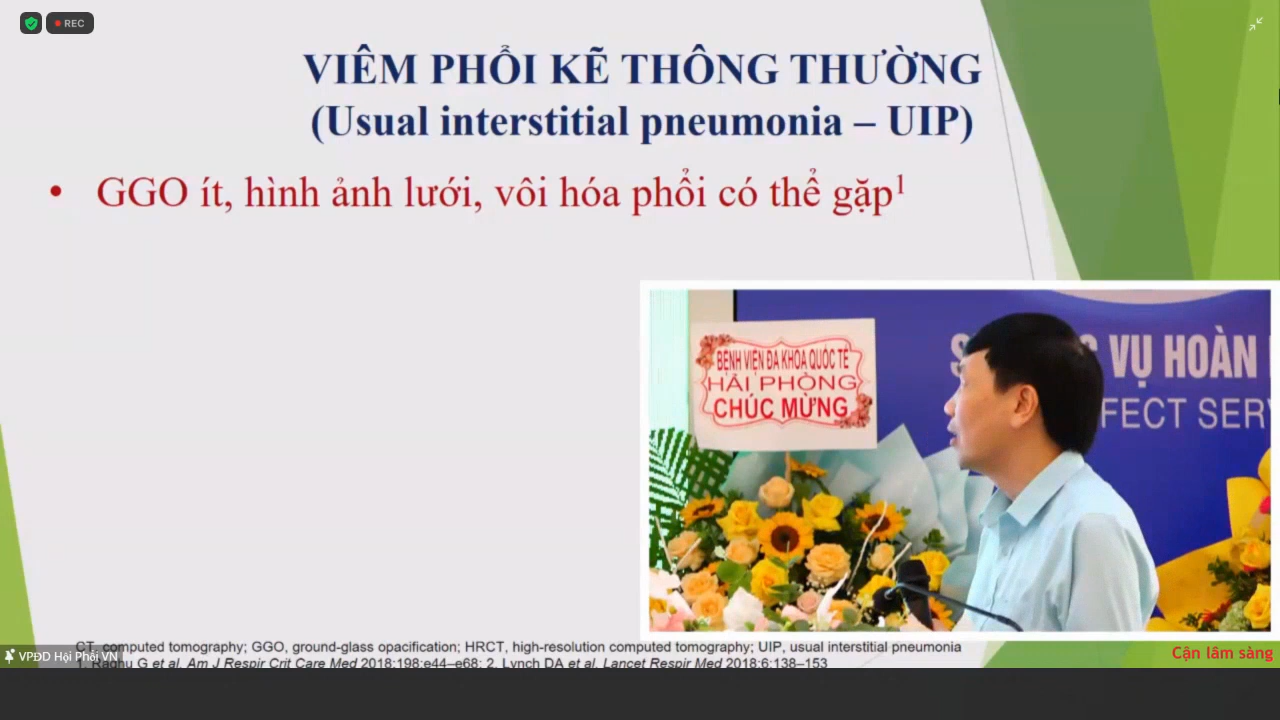 REC
VIÊM PHỔI KẼ THÔNG THƯỜNG
(Usual interstitial pneumonia – UIP)
• GGO ít, hình ảnh lưới, vôi hóa phổi có thể gặp1
BỆNH VIỆN ĐA KHOA QUỐC TẾ
HẢI PHÒNG
CHÚC MỪNG
VỤ HOÀN
FECT SERV
CT, computed tomography; GGO, ground-glass opacification; HRCT, high-resolution computed tomography; UIP, usual interstitial pneumonia
1. Raghu G et al. Am J Respir Crit Care Med 2018;198:e44–e68; 2. Lynch DA et al. Lancet Respir Med 2018;6:138–153
VPĐD Hội Phổi VN
Cận lâm sàng